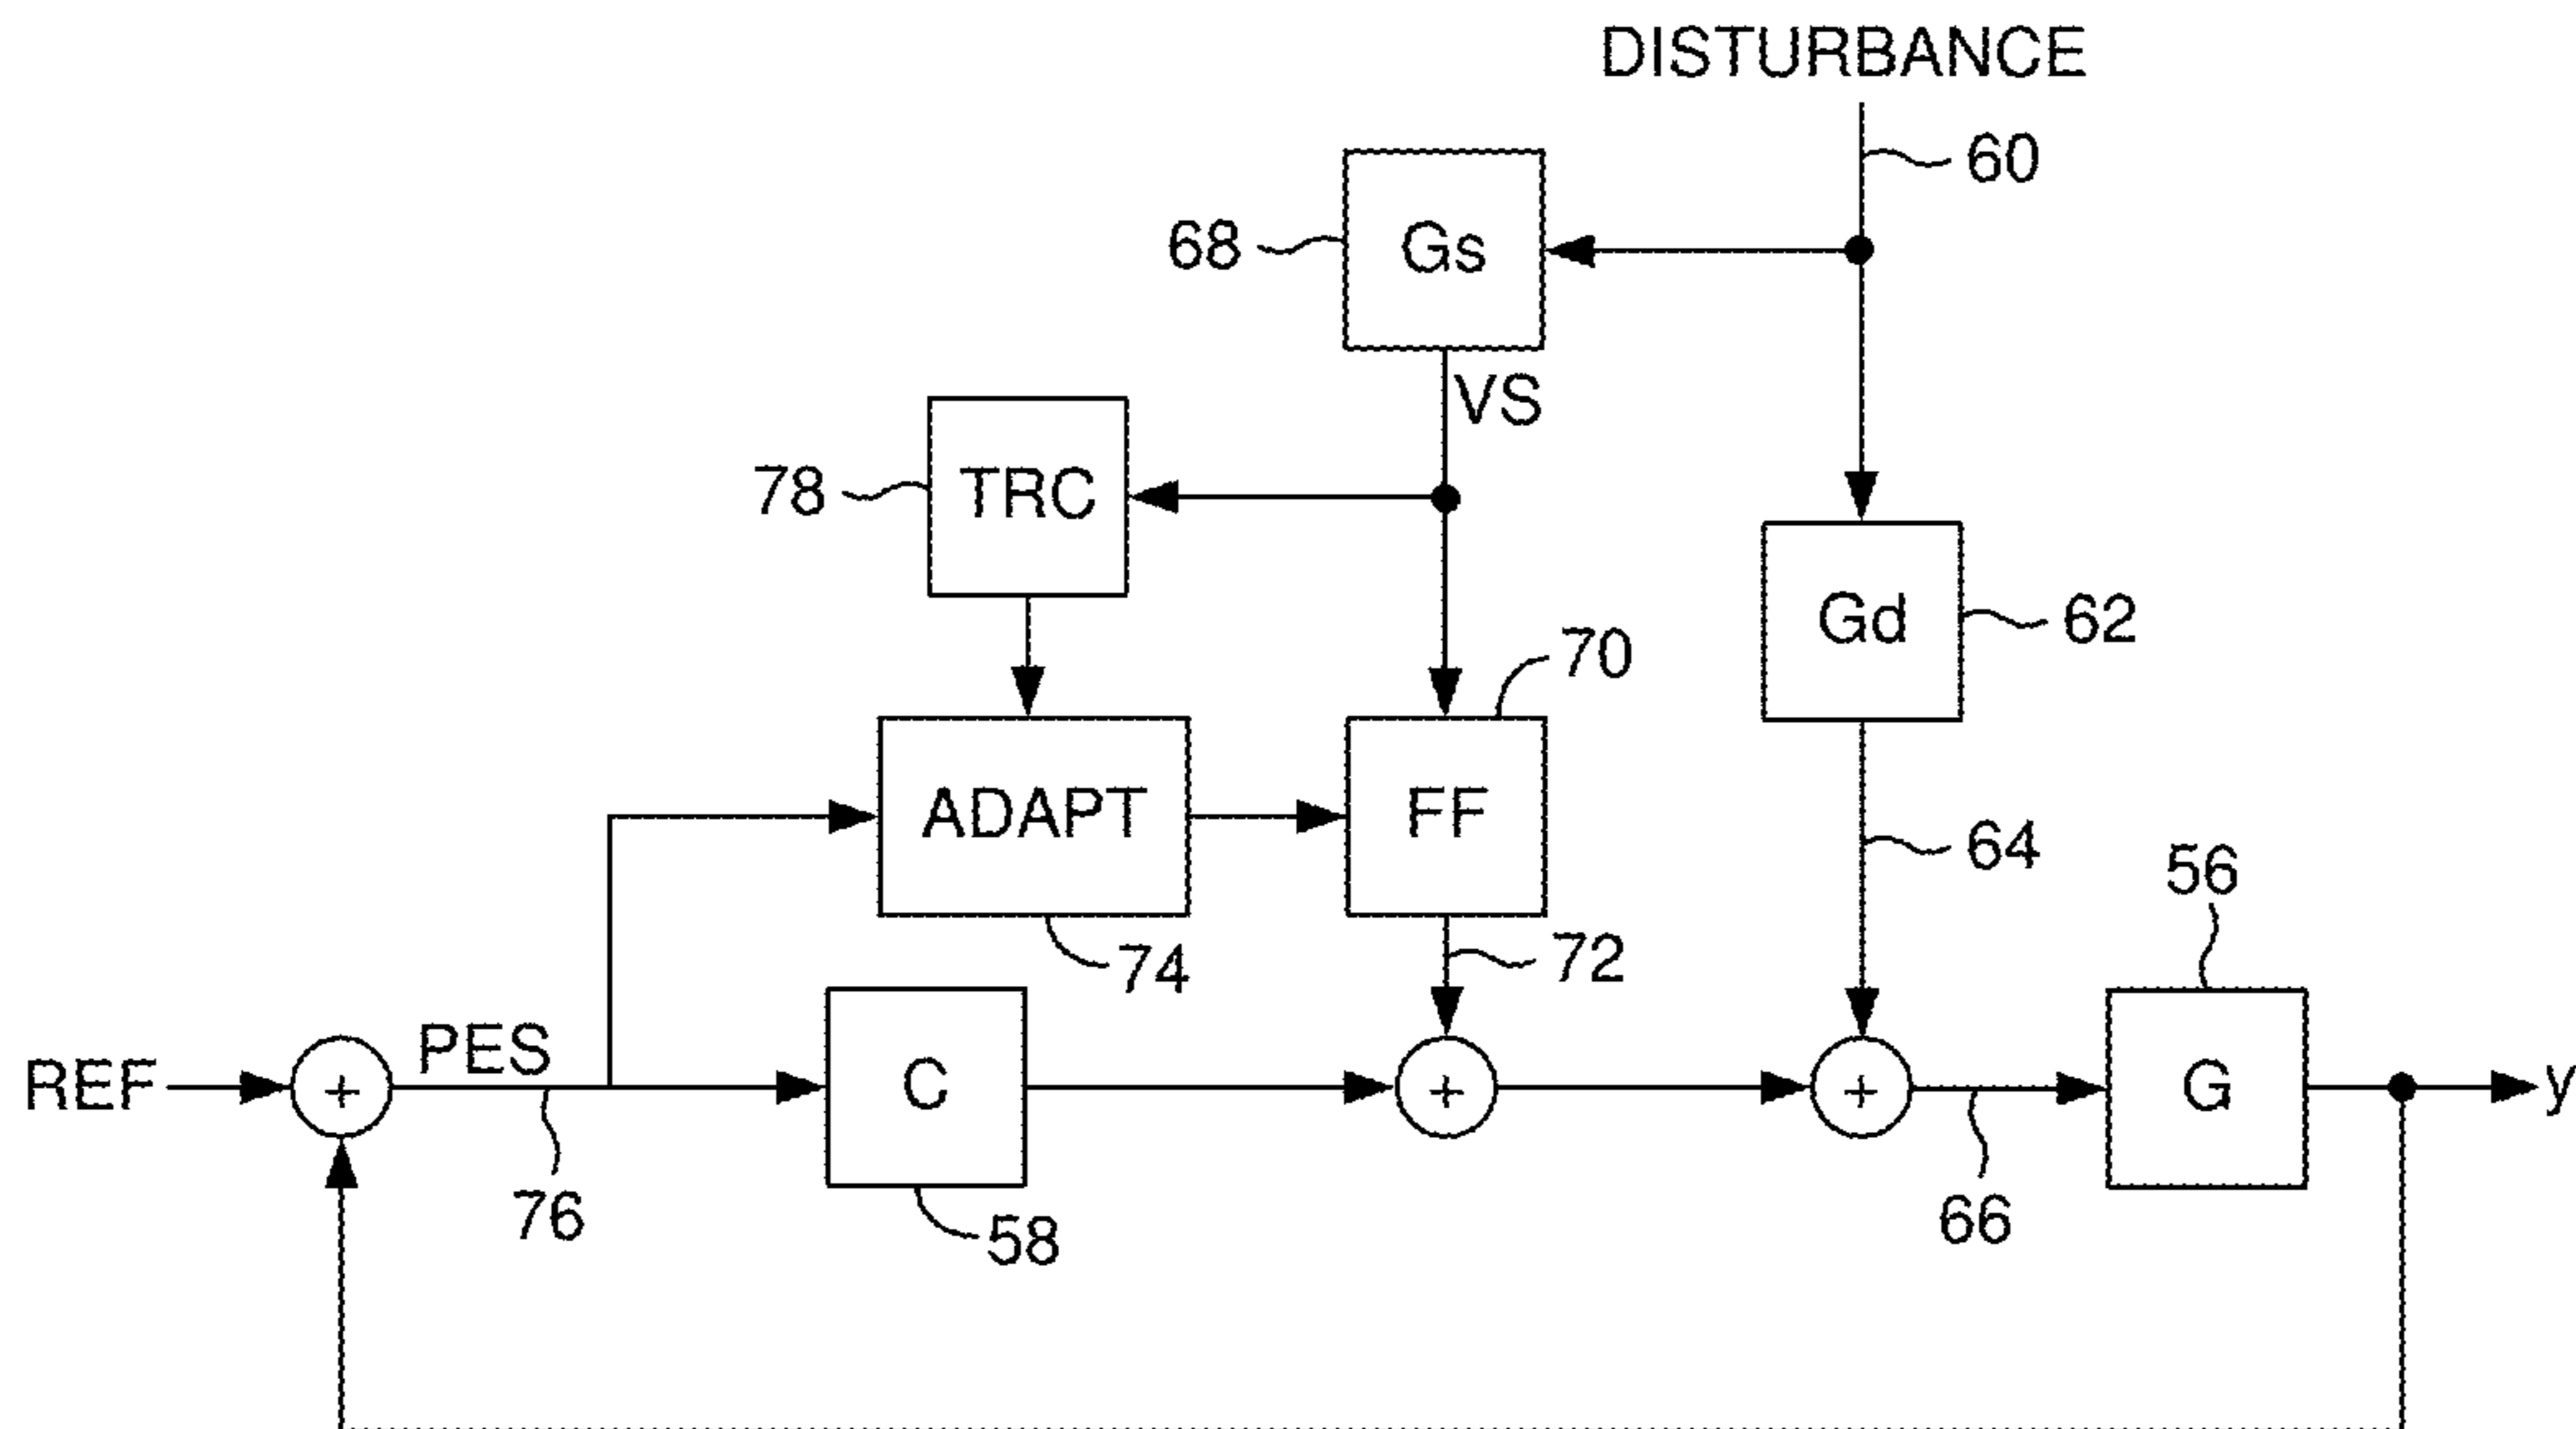 DISTURBANCE
60
68
Gs
VS
78
TRC
Gd
62
70
ADAPT
FF
64
56
74
72
REF
+
PES
C
+
+
G
y
76
58
66